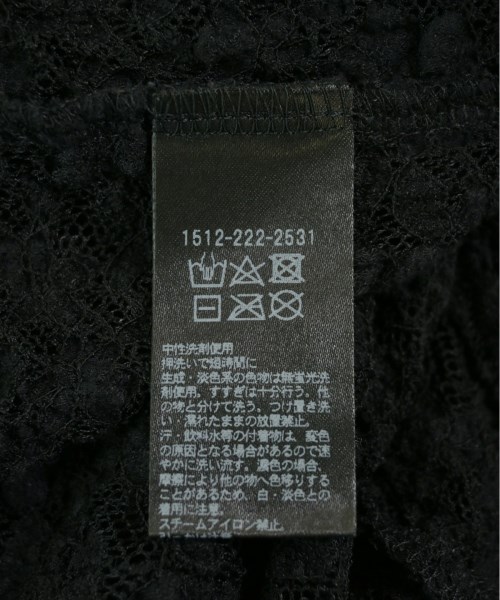 1512-222-2531
中性洗剤使用
押洗いで短時間に
生成・淡色系の色物は無蛍光洗
剤使用。すすぎは十分行う。他
の物と分けて洗う。つけ置き洗
い・濡れたままの放置禁止。
汗・飲料水等の付着物は、変色
の原因となる場合があるので速
やかに洗い流す。濃色の場合、
摩擦により他の物へ色移りする
ことがあるため、白・淡色との
着用に注意。
スチームアイロン禁止。